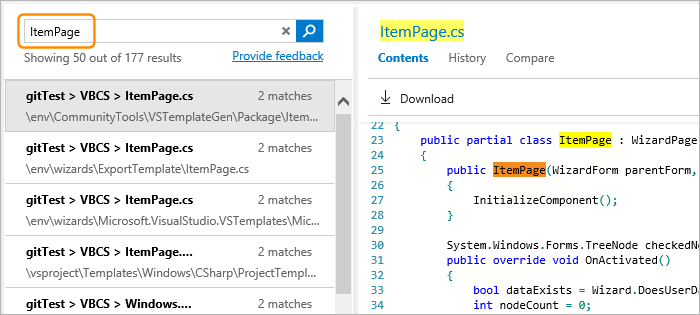 ItemPage
Showing 50 out of 177 results Provide feedback
gitTest > VBCS > ItemPage.cs 2 matches
\env\CommunityTools\VSTemplateGen\Package\Item...
gitTest > VBCS > ItemPage.cs 2 matches
\env\wizards\ExportTemplate\ItemPage.cs
gitTest > VBCS > ItemPage.cs 2 matches
\env\wizards\Microsoft.VisualStudio.VSTemplates\Mic...
gitTest > VBCS > ItemPage.... 2 matches
\vsproject\Templates\Windows\CSharp\ProjectTempl...
gitTest > VBCS > Windows.... 2 matches
ItemPage.cs
Contents History Compare
Download
22 {
23 public partial class ItemPage : WizardPage
24 {
25 public ItemPage(WizardForm parentForm,
26 {
27 InitializeComponent();
28 }
29
30 System.Windows.Forms.TreeNode checkedNo
31 public override void OnActivated()
32 {
33 bool dataExists = Wizard.DoesUserDa
34 int nodeCount = 0;